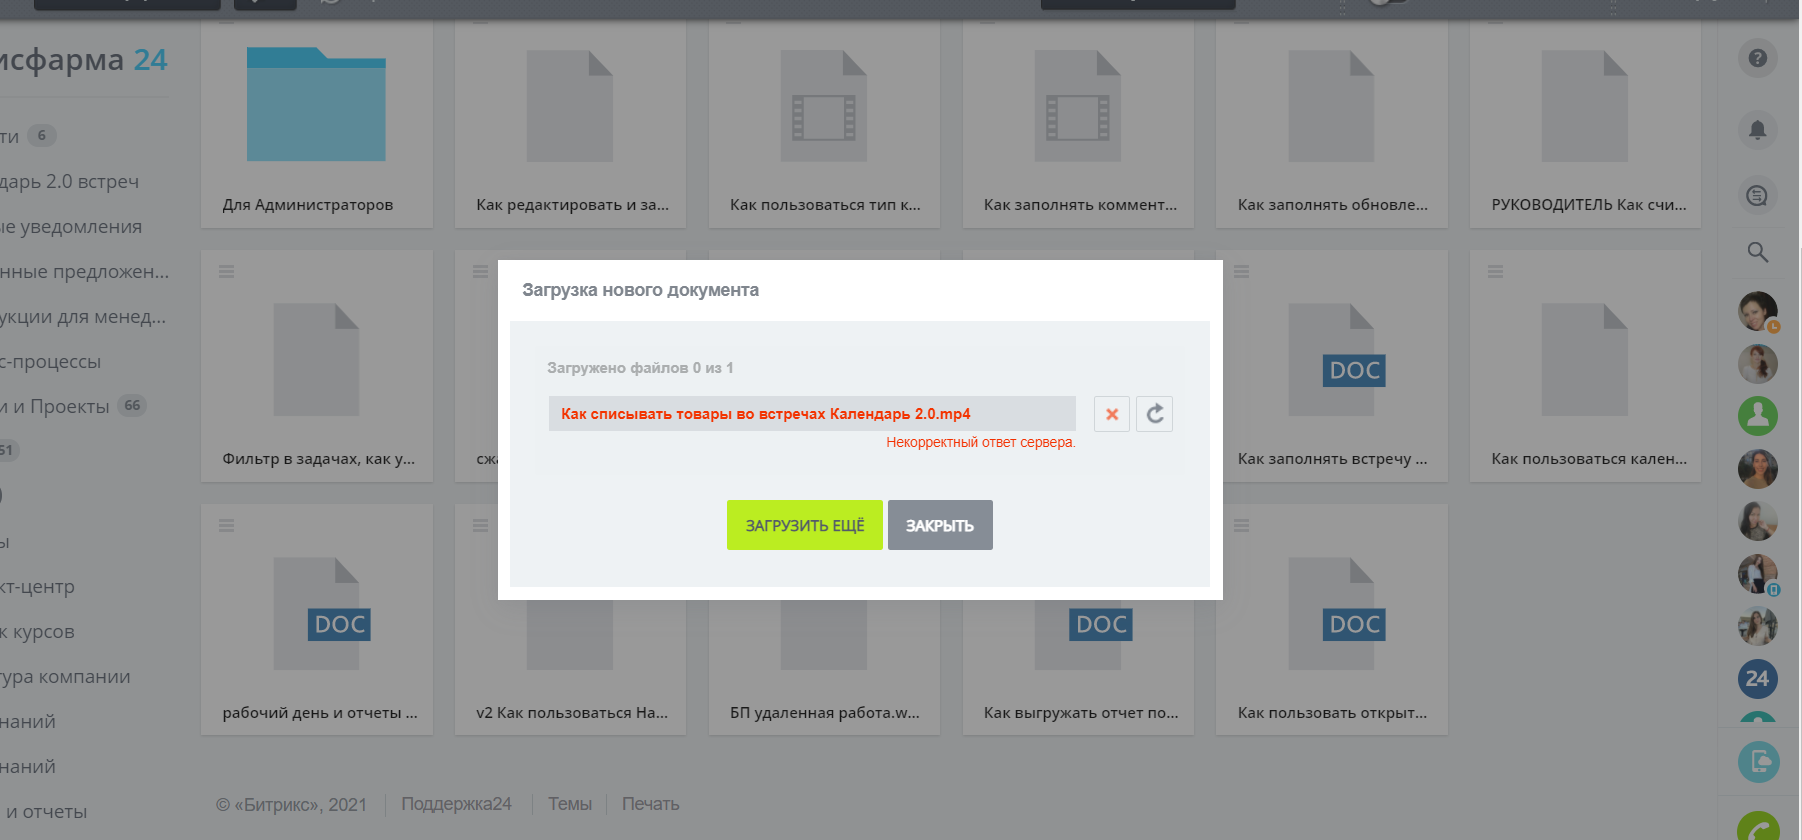 исфарма 24
ти 6
дарь 2.0 встреч
ые уведомления
нные предложен...
укции для менед...
с-процессы
и и Проекты 66
51
ы
кт-центр
к курсов
тура компании
наний
наний
и отчеты
Для Администраторов
Как редактировать и за...
Как пользоваться тип к...
Как заполнять коммент...
Как заполнять обновле...
РУКОВОДИТЕЛЬ Как счи...
DOC
Фильтр в задачах, как у...
сжа
Как заполнять встречу ...
Как пользоваться кален...
Загрузка нового документа
Загружено файлов 0 из 1
Как списывать товары во встречах Календарь 2.0.mp4
Некорректный ответ сервера.
ЗАГРУЗИТЬ ЕЩЁ
ЗАКРЫТЬ
DOC
DOC
DOC
рабочий день и отчеты ...
v2 Как пользоваться На...
БП удаленная работа.w...
Как выгружать отчет по...
Как пользовать открыт...
24
© «Битрикс», 2021
Поддержка24
Темы
Печать